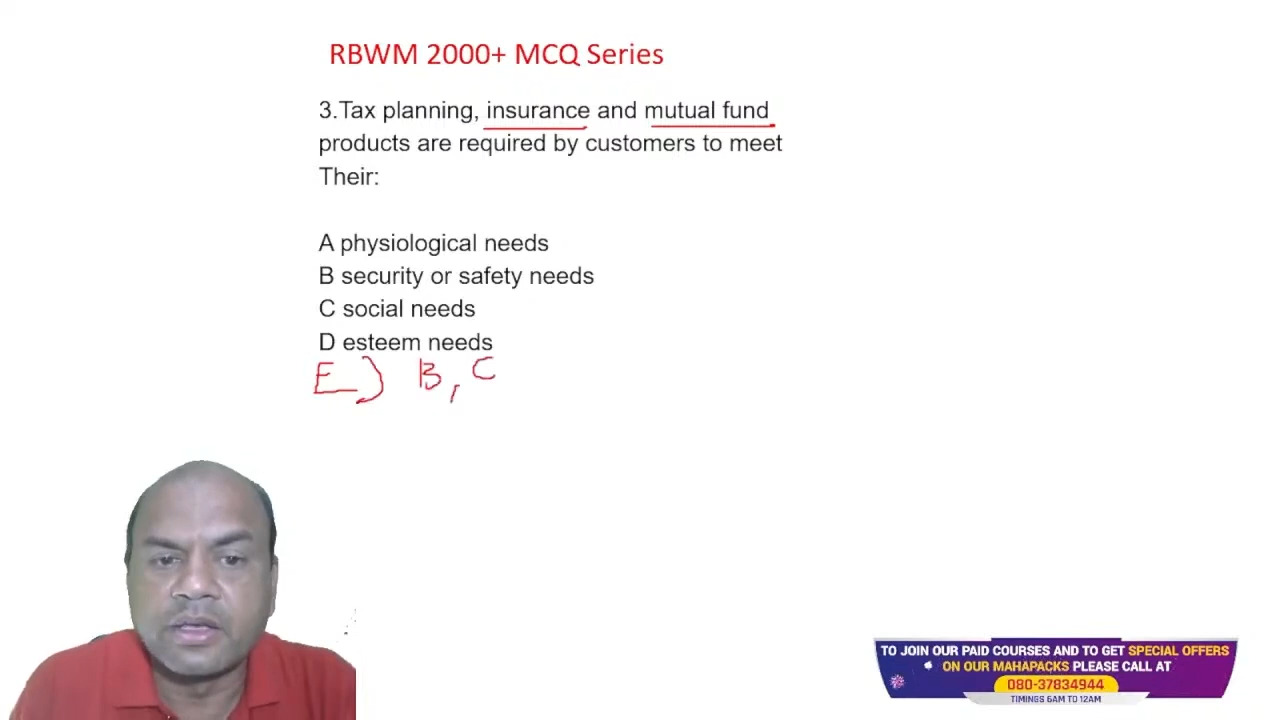 RBWM 2000+ MCQ Series
3.Tax planning, insurance and mutual fund
products are required by customers to meet
Their:
A physiological needs
B security or safety needs
C social needs
D esteem needs
E) B, C
TO JOIN OUR PAID COURSES AND TO GET SPECIAL OFFERS
ON OUR MAHAPACKS PLEASE CALL AT
080-37834944
TIMINGS 6AM TO 12AM